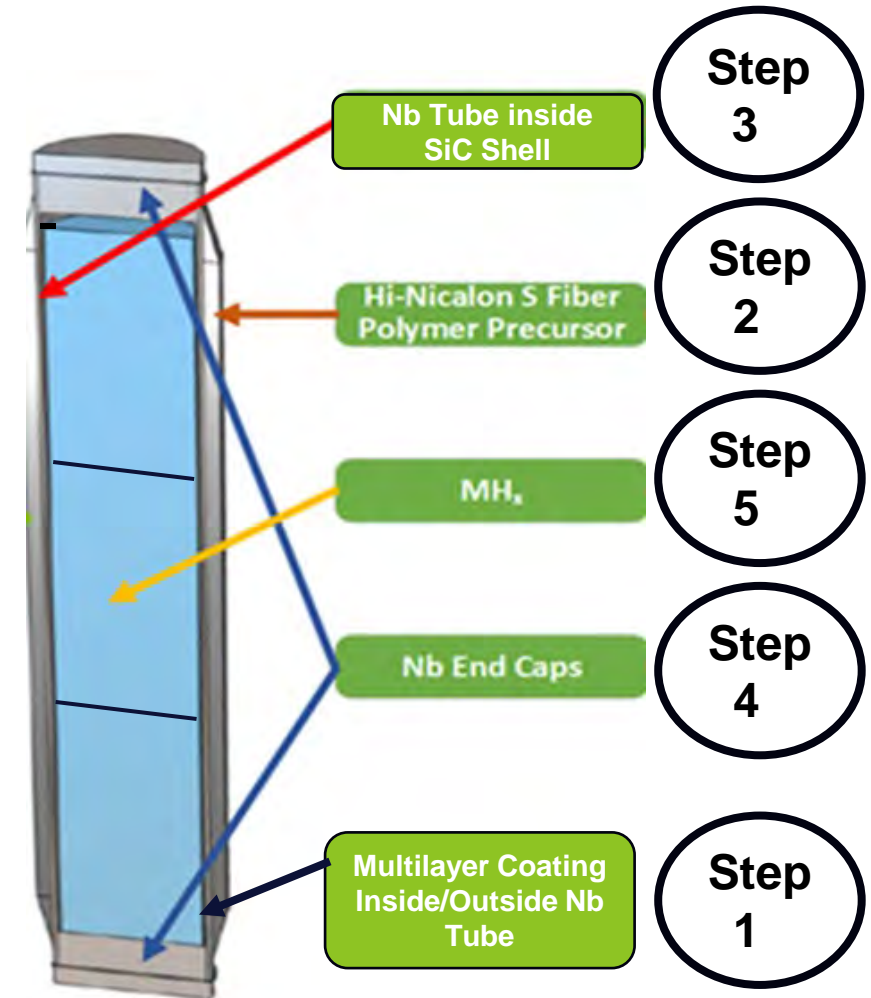 Nb Tube inside
SiC Shell
Step
3
Hi-Nicalon S Fiber
Polymer Precursor
Step
2
MHₓ
Step
5
Nb End Caps
Step
4
Multilayer Coating
Inside/Outside Nb
Tube
Step
1